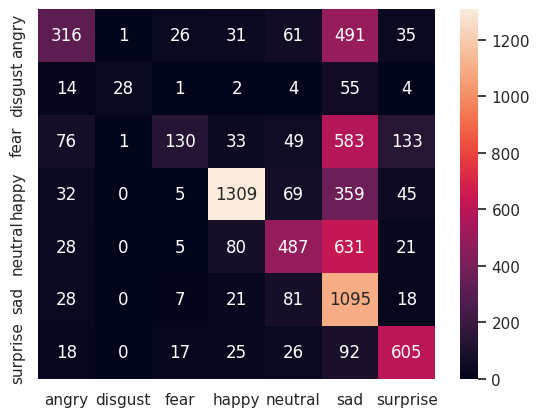 angry 316 1 26 31 61 491 35
disgust 14 28 1 2 4 55 4
fear 76 1 130 33 49 583 133
happy 32 0 5 1309 69 359 45
neutral 28 0 5 80 487 631 21
sad 28 0 7 21 81 1095 18
surprise 18 0 17 25 26 92 605
angry disgust fear happy neutral sad surprise
1200
1000
800
600
400
200
0